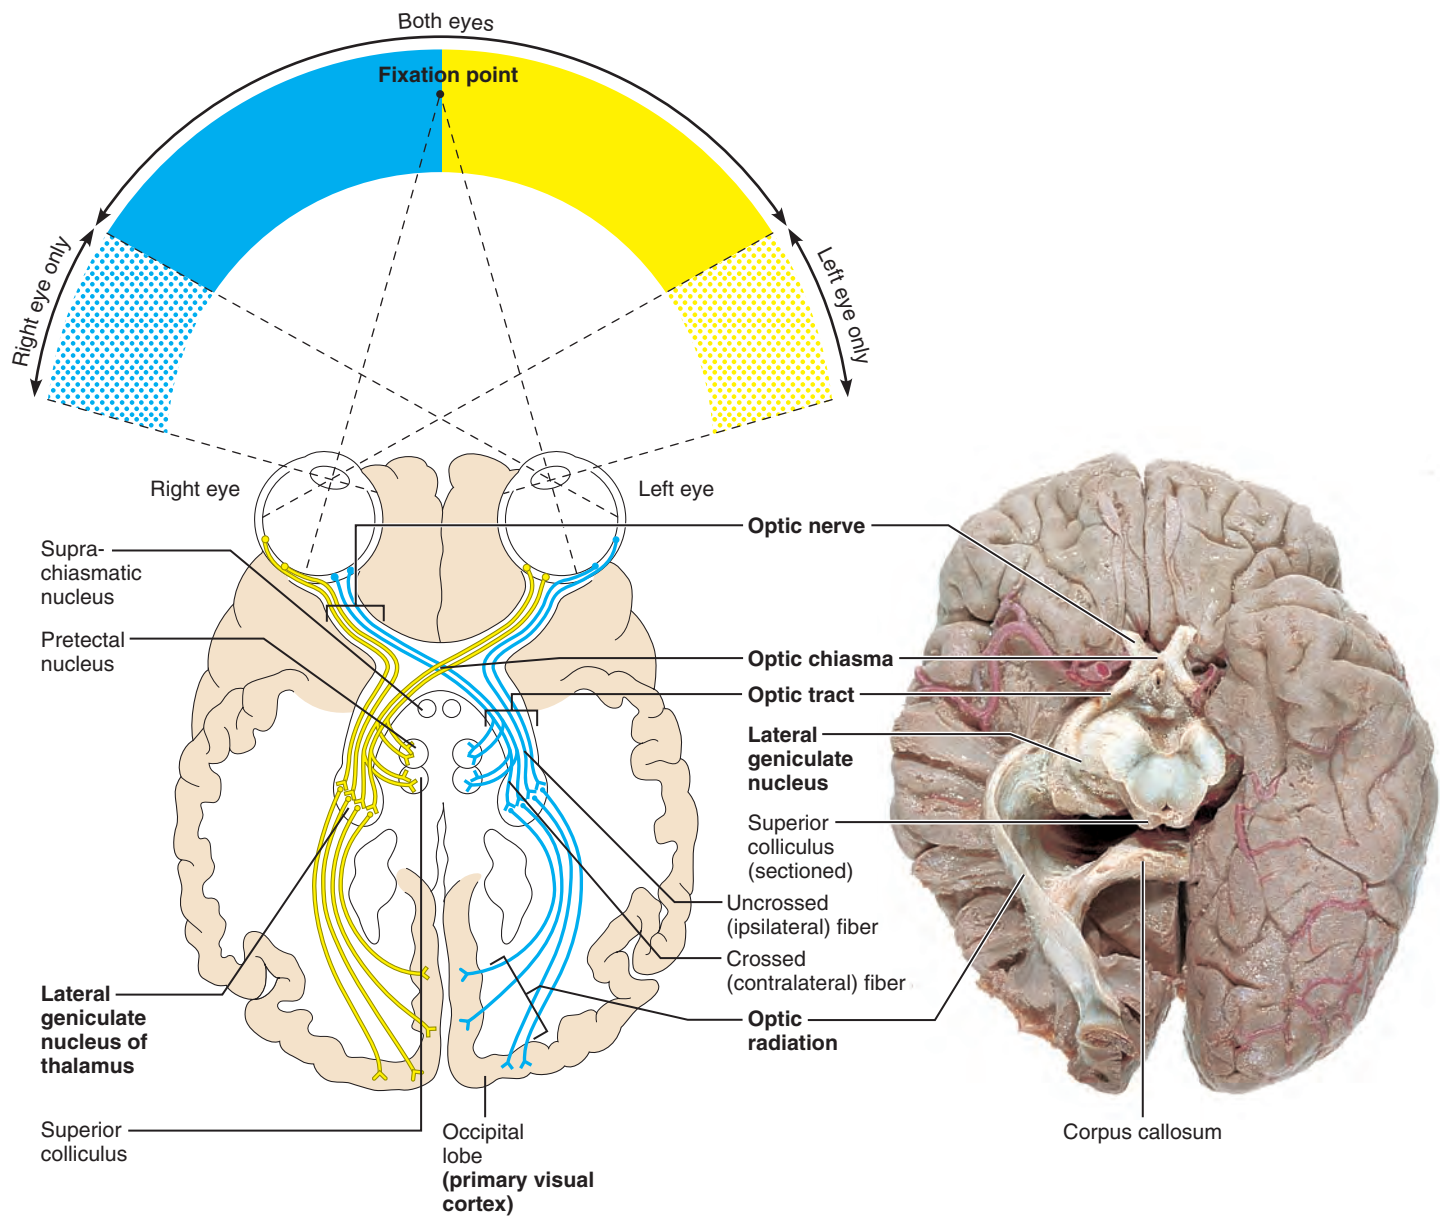 Both eyes
Fixation point
Right eye only
Left eye only
Right eye
Left eye
Supra-
chiasmatic
nucleus
Pretectal
nucleus
Optic nerve
Optic chiasma
Optic tract
Lateral
geniculate
nucleus
Superior
colliculus
(sectioned)
Uncrossed
(ipsilateral) fiber
Crossed
(contralateral) fiber
Optic
radiation
Lateral
geniculate
nucleus of
thalamus
Superior
colliculus
Occipital
lobe
(primary visual
cortex)
Corpus callosum